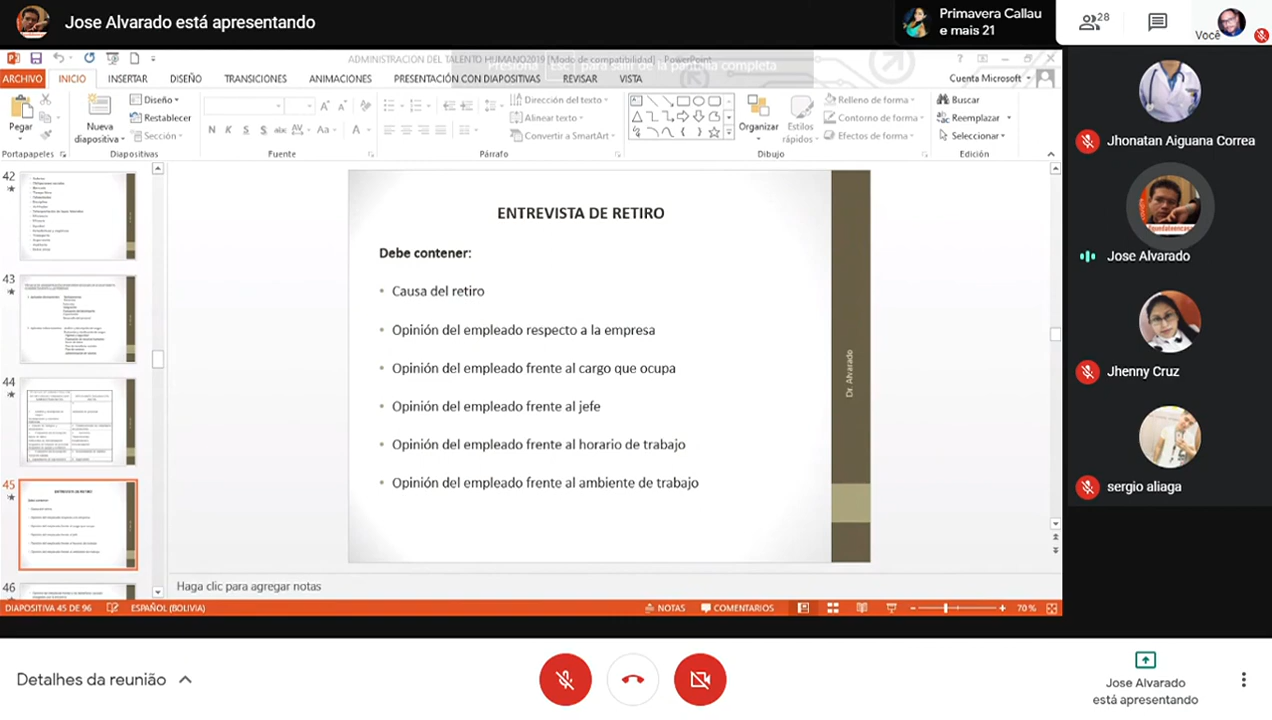 Jose Alvarado está apresentando
Primavera Callau
e mais 21
28
Você
ADMINISTRACION DEL TALENTO HUMANO2019 [Modo de compatibilidad] - PowerPoint
para sair de la pantalla completa
ARCHIVO INICIO INSERTAR DISEÑO TRANSICIONES ANIMACIONES PRESENTACIÓN CON DIAPOSITIVAS REVISAR VISTA
Cuenta Microsoft
Pegar
Nueva
diapositiva
Diseño
Restablecer
Sección
N K S S abc AV Aa A
Dirección del texto
Alinear texto
Convertir a SmartArt
Organizar
Estilos
rápidos
Relleno de forma
Contorno de forma
Efectos de forma
Buscar
Reemplazar
Seleccionar
Portapapeles Diapositivas Fuente Párrafo Dibujo Edición
42
43
44
45
46
ENTREVISTA DE RETIRO
Debe contener:
• Causa del retiro
• Opinión del empleado respecto a la empresa
• Opinión del empleado frente al cargo que ocupa
• Opinión del empleado frente al jefe
• Opinión del empleado frente al horario de trabajo
• Opinión del empleado frente al ambiente de trabajo
Dr. Alvarado
Haga clic para agregar notas
DIAPOSITIVA 45 DE 96 ESPAÑOL (BOLIVIA) NOTAS COMENTARIOS 70 %
Jhonatan Aiguana Correa
Jose Alvarado
Jhenny Cruz
sergio aliaga
Detalhes da reunião
Jose Alvarado
está apresentando